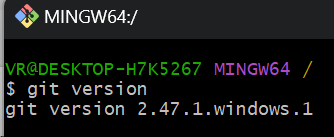 MINGW64:/
VR@DESKTOP-H7K5267 MINGW64 /
$ git version
git version 2.47.1.windows.1